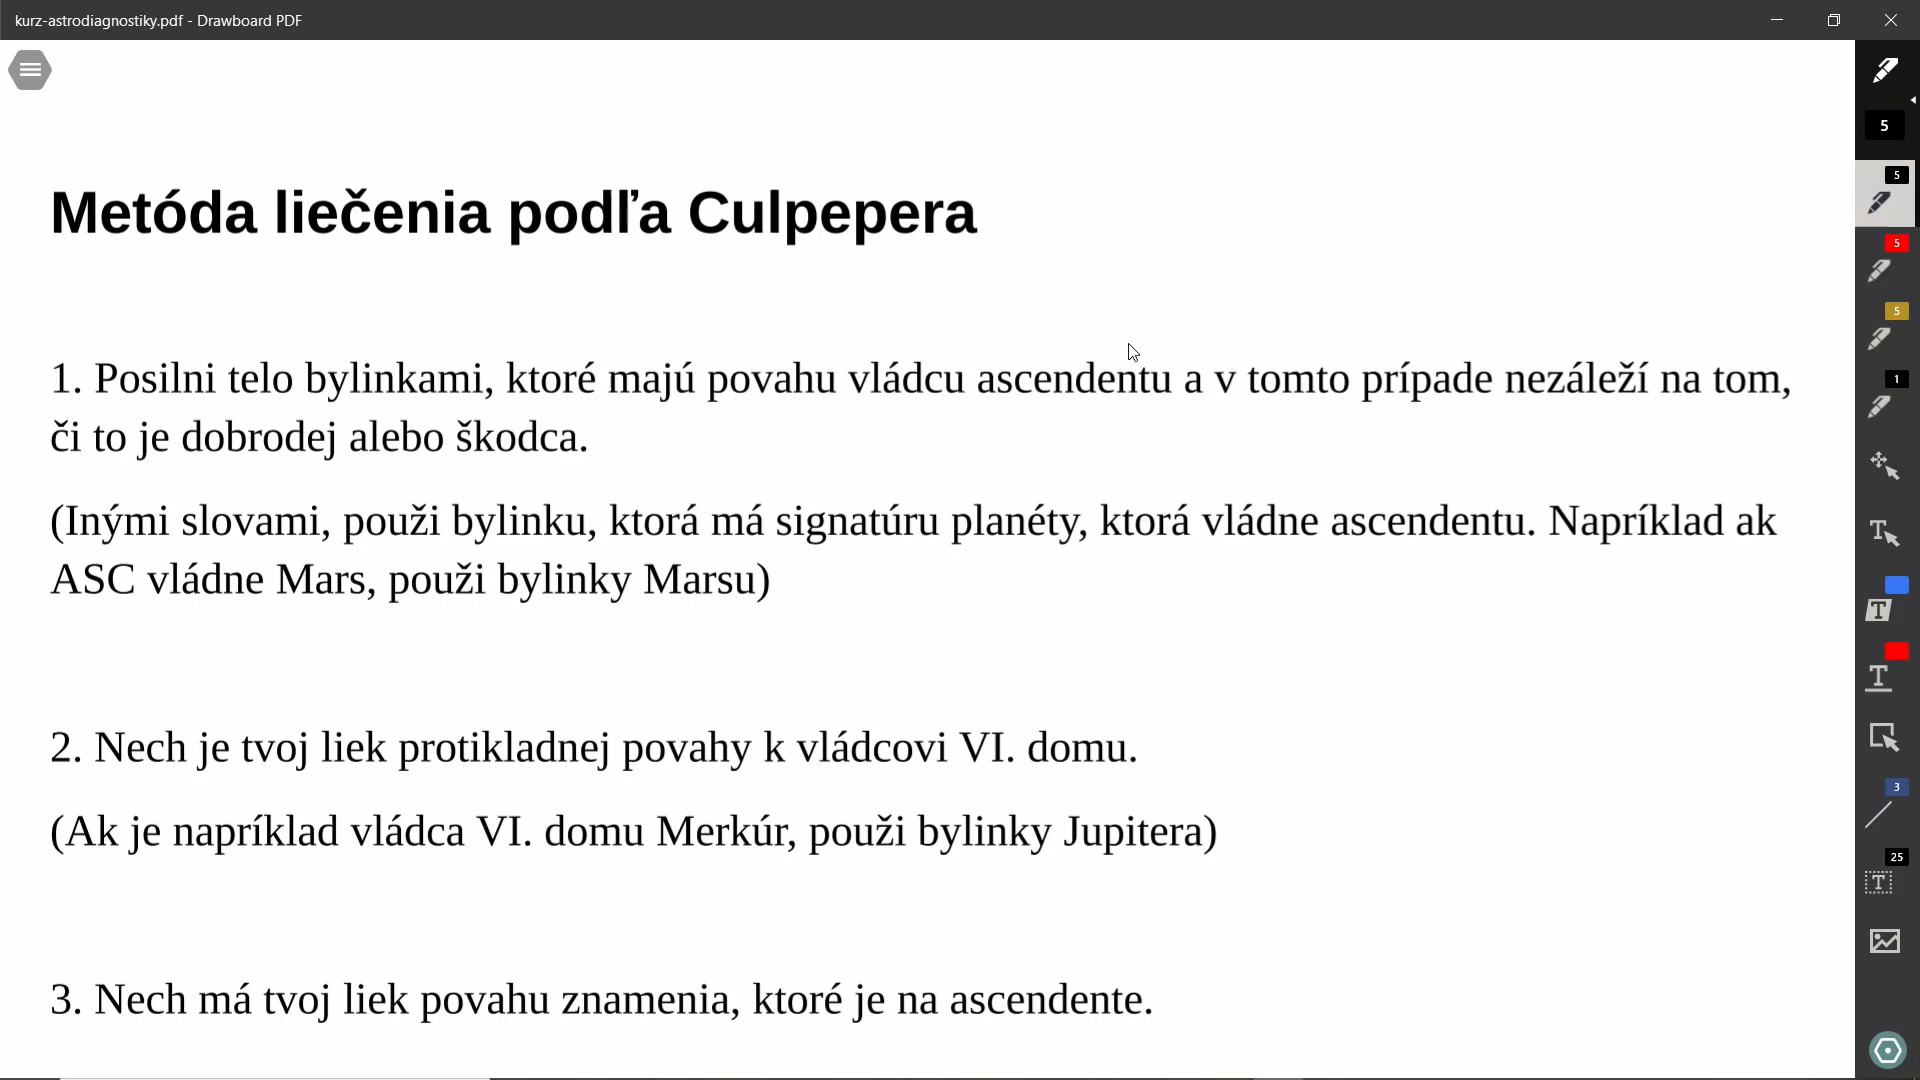 kurz-astrodiagnostiky.pdf - Drawboard PDF
5
5
5
5
1
3
25
Metóda liečenia podľa Culpepera
1. Posilni telo bylinkami, ktoré majú povahu vládcu ascendentu a v tomto prípade nezáleží na tom,
či to je dobrodej alebo škodca.
(Inými slovami, použi bylinku, ktorá má signatúru planéty, ktorá vládne ascendentu. Napríklad ak
ASC vládne Mars, použi bylinky Marsu)
2. Nech je tvoj liek protikladnej povahy k vládcovi VI. domu.
(Ak je napríklad vládca VI. domu Merkúr, použi bylinky Jupitera)
3. Nech má tvoj liek povahu znamenia, ktoré je na ascendente.